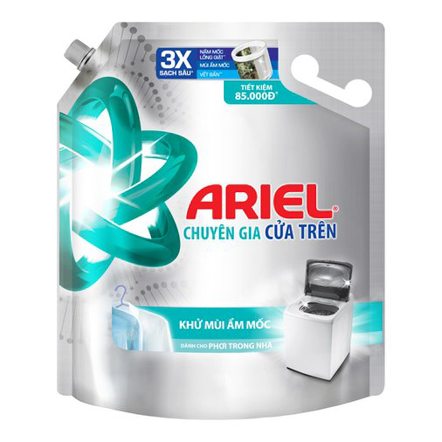 3X
SẠCH SÂU*
NẤM MỐC
LỒNG GIẶT*
MÙI ẨM MỐC
VẾT BẨN**
TIẾT KIỆM
85.000Đ^
ARIEL®
CHUYÊN GIA CỬA TRÊN
KHỬ MÙI ẨM MỐC
DÀNH CHO PHƠI TRONG NHÀ